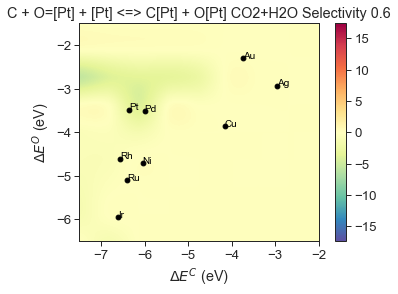 C + O=[Pt] + [Pt] <=> C[Pt] + O[Pt] CO2+H2O Selectivity 0.6
ΔE^O (eV)
−2
−3
−4
−5
−6
Au
Ag
Pt
Pd
Cu
Rh
Ni
Ru
Ir
−7
−6
−5
−4
−3
−2
ΔE^C (eV)
15
10
5
0
−5
−10
−15